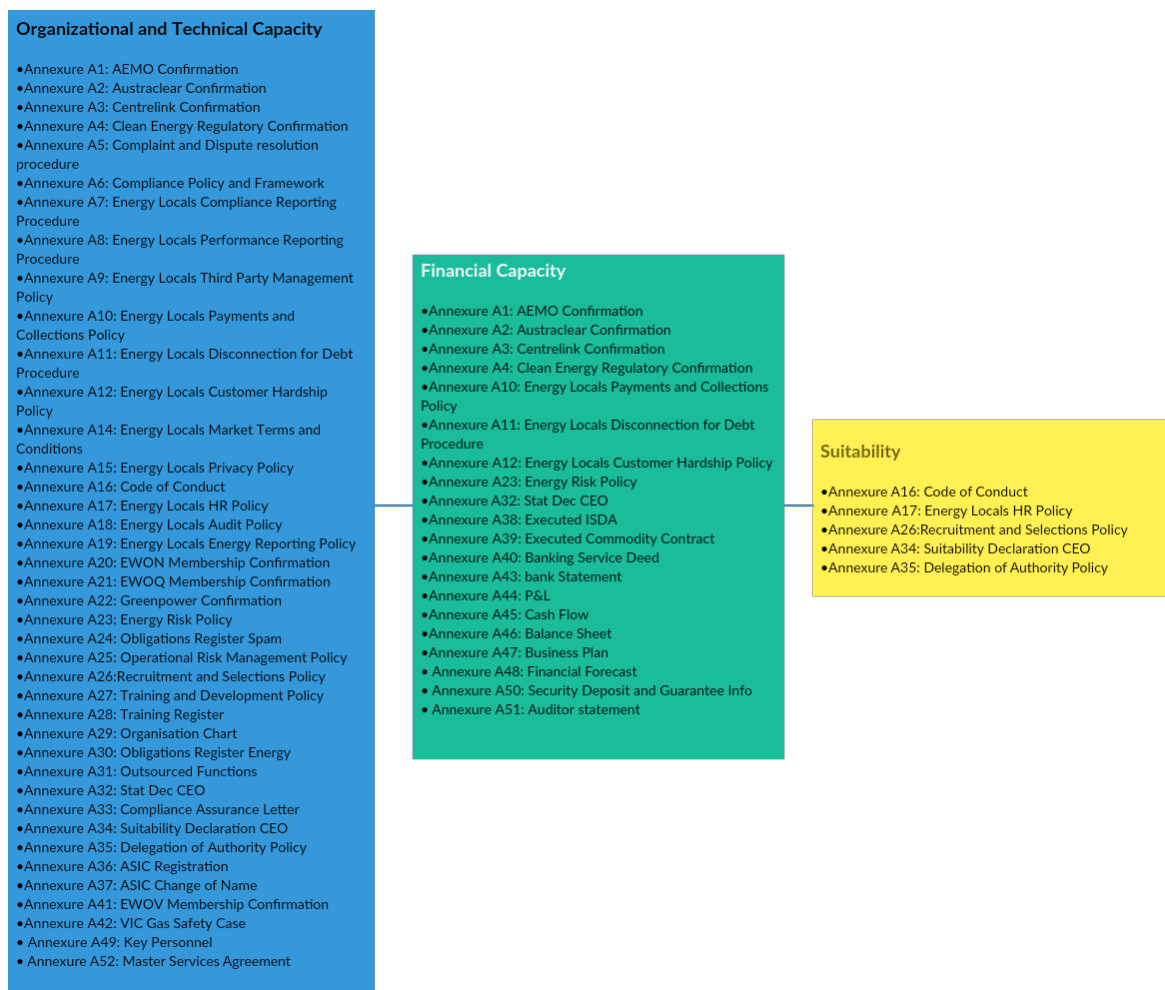 Organizational and Technical Capacity
•Annexure A1: AEMO Confirmation
•Annexure A2: Austraclear Confirmation
•Annexure A3: Centrelink Confirmation
•Annexure A4: Clean Energy Regulatory Confirmation
•Annexure A5: Complaint and Dispute resolution
procedure
•Annexure A6: Compliance Policy and Framework
•Annexure A7: Energy Locals Compliance Reporting
Procedure
•Annexure A8: Energy Locals Performance Reporting
Procedure
•Annexure A9: Energy Locals Third Party Management
Policy
•Annexure A10: Energy Locals Payments and
Collections Policy
•Annexure A11: Energy Locals Disconnection for Debt
Procedure
•Annexure A12: Energy Locals Customer Hardship
Policy
•Annexure A14: Energy Locals Market Terms and
Conditions
•Annexure A15: Energy Locals Privacy Policy
•Annexure A16: Code of Conduct
•Annexure A17: Energy Locals HR Policy
•Annexure A18: Energy Locals Audit Policy
•Annexure A19: Energy Locals Energy Reporting Policy
•Annexure A20: EWON Membership Confirmation
•Annexure A21: EWOQ Membership Confirmation
•Annexure A22: Greenpower Confirmation
•Annexure A23: Energy Risk Policy
•Annexure A24: Obligations Register Spam
•Annexure A25: Operational Risk Management Policy
•Annexure A26:Recruitment and Selections Policy
•Annexure A27: Training and Development Policy
•Annexure A28: Training Register
•Annexure A29: Organisation Chart
•Annexure A30: Obligations Register Energy
•Annexure A31: Outsourced Functions
•Annexure A32: Stat Dec CEO
•Annexure A33: Compliance Assurance Letter
•Annexure A34: Suitability Declaration CEO
•Annexure A35: Delegation of Authority Policy
•Annexure A36: ASIC Registration
•Annexure A37: ASIC Change of Name
•Annexure A41: EWOV Membership Confirmation
•Annexure A42: VIC Gas Safety Case
• Annexure A49: Key Personnel
• Annexure A52: Master Services Agreement
Financial Capacity
•Annexure A1: AEMO Confirmation
•Annexure A2: Austraclear Confirmation
•Annexure A3: Centrelink Confirmation
•Annexure A4: Clean Energy Regulatory Confirmation
•Annexure A10: Energy Locals Payments and Collections
Policy
•Annexure A11: Energy Locals Disconnection for Debt
Procedure
•Annexure A12: Energy Locals Customer Hardship Policy
•Annexure A23: Energy Risk Policy
•Annexure A32: Stat Dec CEO
•Annexure A38: Executed ISDA
•Annexure A39: Executed Commodity Contract
•Annexure A40: Banking Service Deed
•Annexure A43: bank Statement
•Annexure A44: P&L
•Annexure A45: Cash Flow
•Annexure A46: Balance Sheet
•Annexure A47: Business Plan
• Annexure A48: Financial Forecast
• Annexure A50: Security Deposit and Guarantee Info
• Annexure A51: Auditor statement
Suitability
•Annexure A16: Code of Conduct
•Annexure A17: Energy Locals HR Policy
•Annexure A26:Recruitment and Selections Policy
•Annexure A34: Suitability Declaration CEO
•Annexure A35: Delegation of Authority Policy